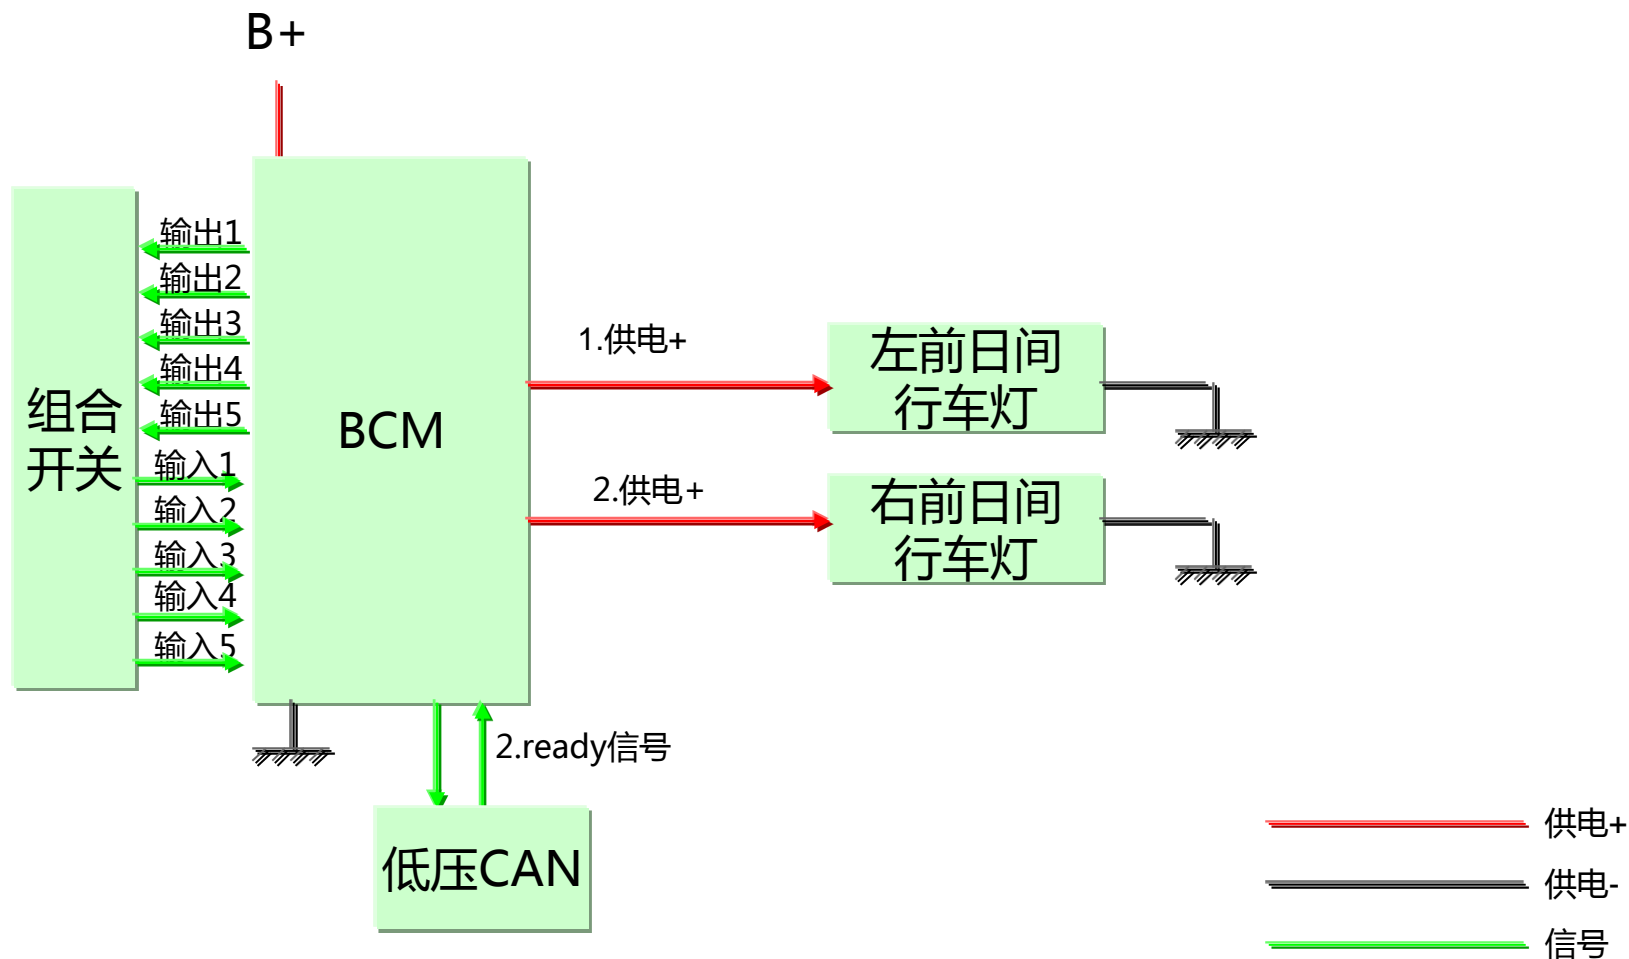 B+
输出1
输出2
输出3
输出4
输出5
输入1
输入2
输入3
输入4
输入5
组合
开关
BCM
1.供电+
2.供电+
左前日间
行车灯
右前日间
行车灯
2.ready信号
低压CAN
供电+
供电-
信号